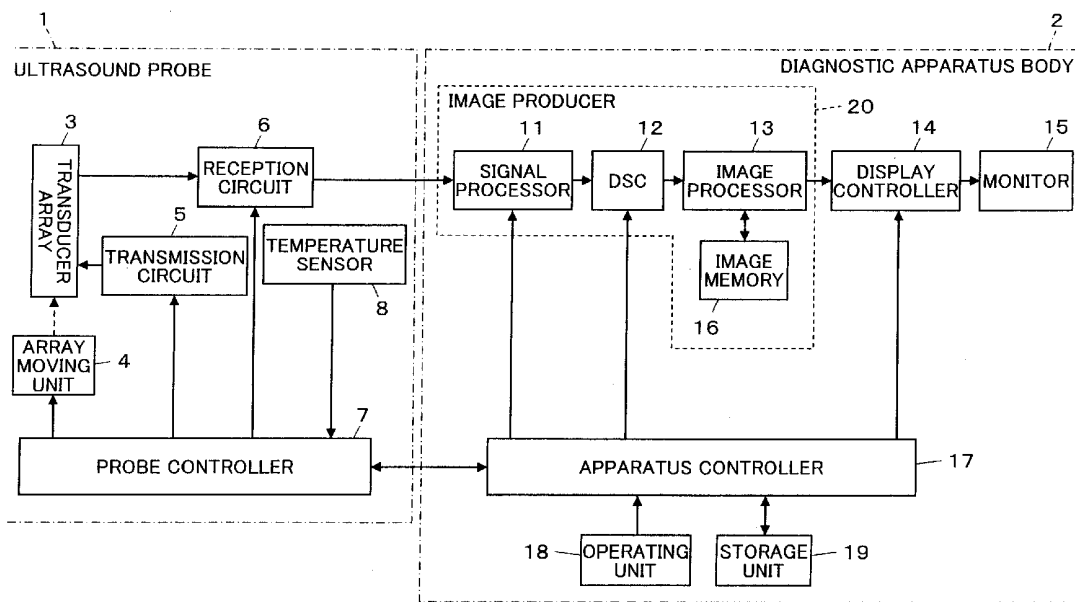 1
2
ULTRASOUND PROBE
DIAGNOSTIC APPARATUS BODY
IMAGE PRODUCER
20
3
TRANSDUCER
ARRAY
6
RECEPTION
CIRCUIT
11
SIGNAL
PROCESSOR
12
DSC
13
IMAGE
PROCESSOR
14
DISPLAY
CONTROLLER
15
MONITOR
5
TRANSMISSION
CIRCUIT
TEMPERATURE
SENSOR
8
IMAGE
MEMORY
16
ARRAY
MOVING
UNIT
4
7
PROBE CONTROLLER
APPARATUS CONTROLLER
17
18
OPERATING
UNIT
STORAGE
UNIT
19